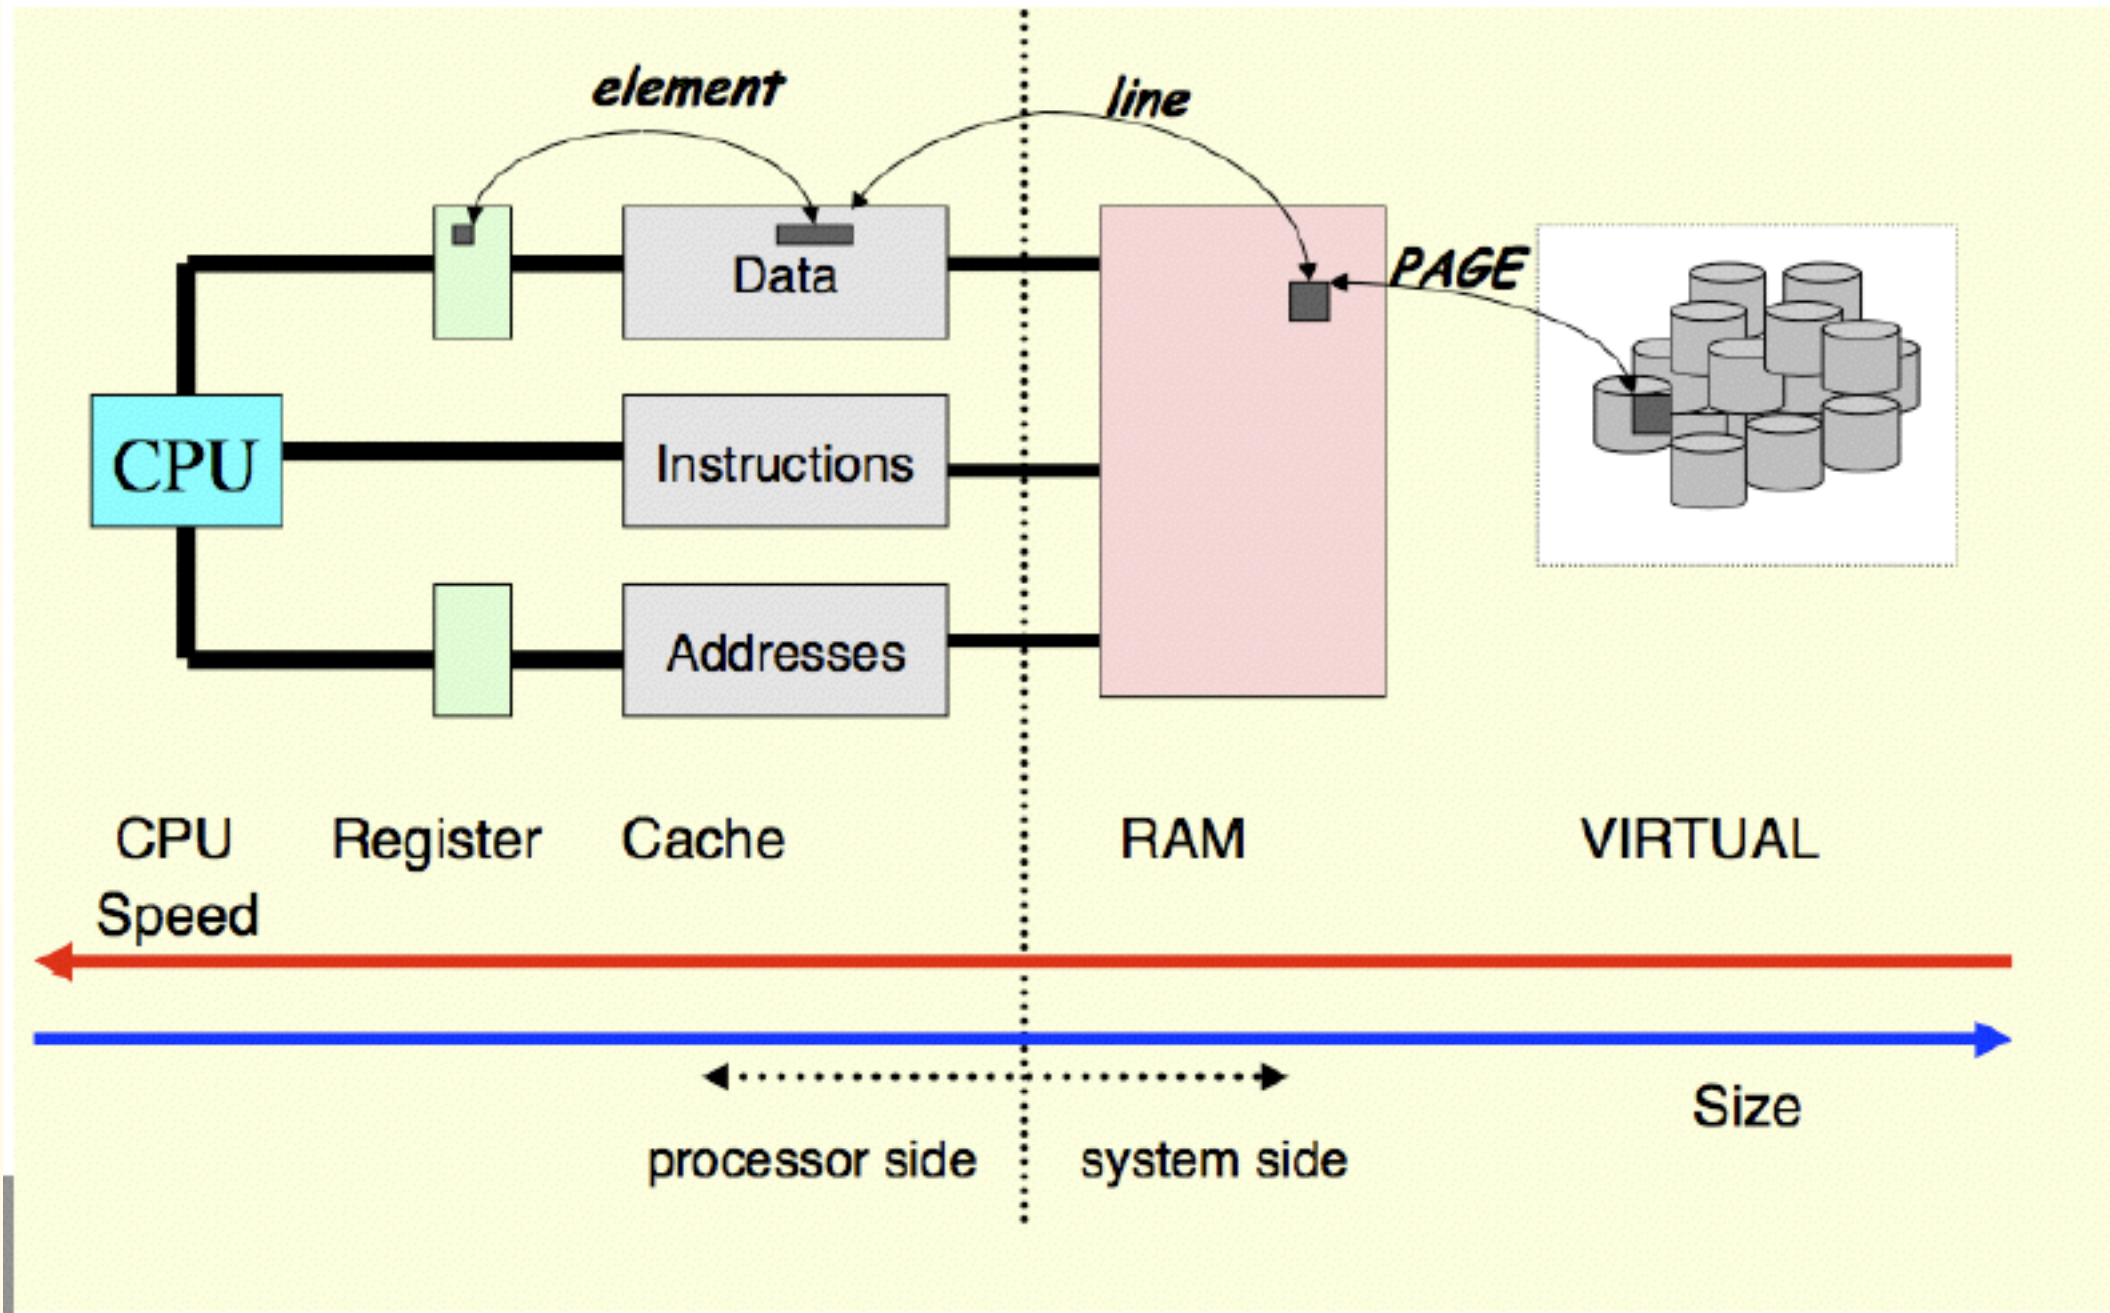 element
line
PAGE
Data
CPU
Instructions
Addresses
CPU Register Cache RAM VIRTUAL
Speed
Size
processor side system side